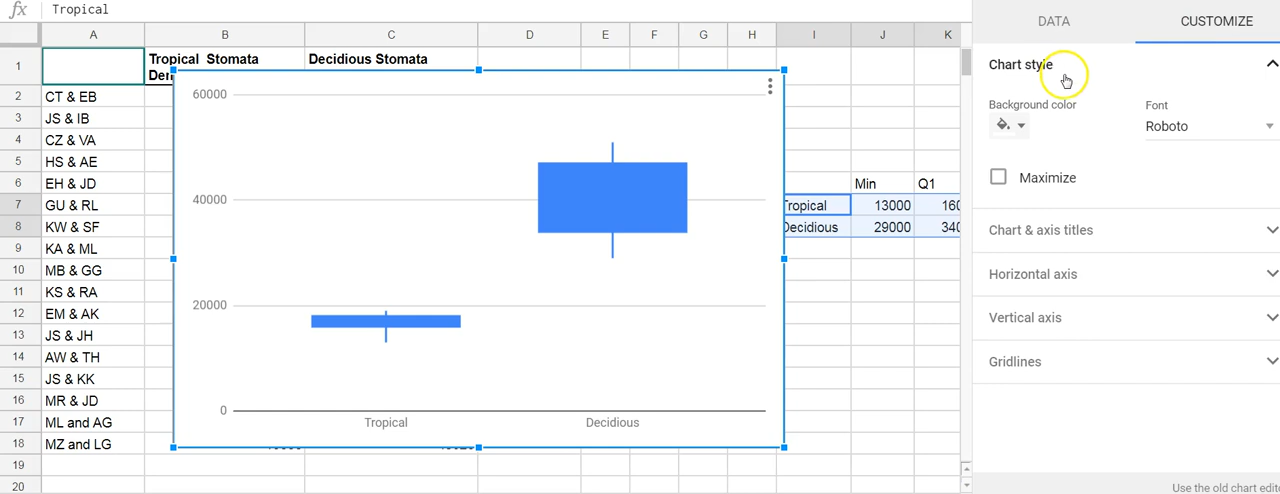 fx Tropical
DATA CUSTOMIZE
A B C D E F G H I J K
1 Tropical Stomata Decidious Stomata
Chart style
Background color Font
Roboto
Maximize
Chart & axis titles
Horizontal axis
Vertical axis
Gridlines
60000
40000
20000
0
Tropical Decidious
2 CT & EB
3 JS & IB
4 CZ & VA
5 HS & AE
6 EH & JD Min Q1
7 GU & RL Tropical 13000 160
8 KW & SF Decidious 29000 340
9 KA & ML
10 MB & GG
11 KS & RA
12 EM & AK
13 JS & JH
14 AW & TH
15 JS & KK
16 MR & JD
17 ML and AG
18 MZ and LG
19
20
Use the old chart edito